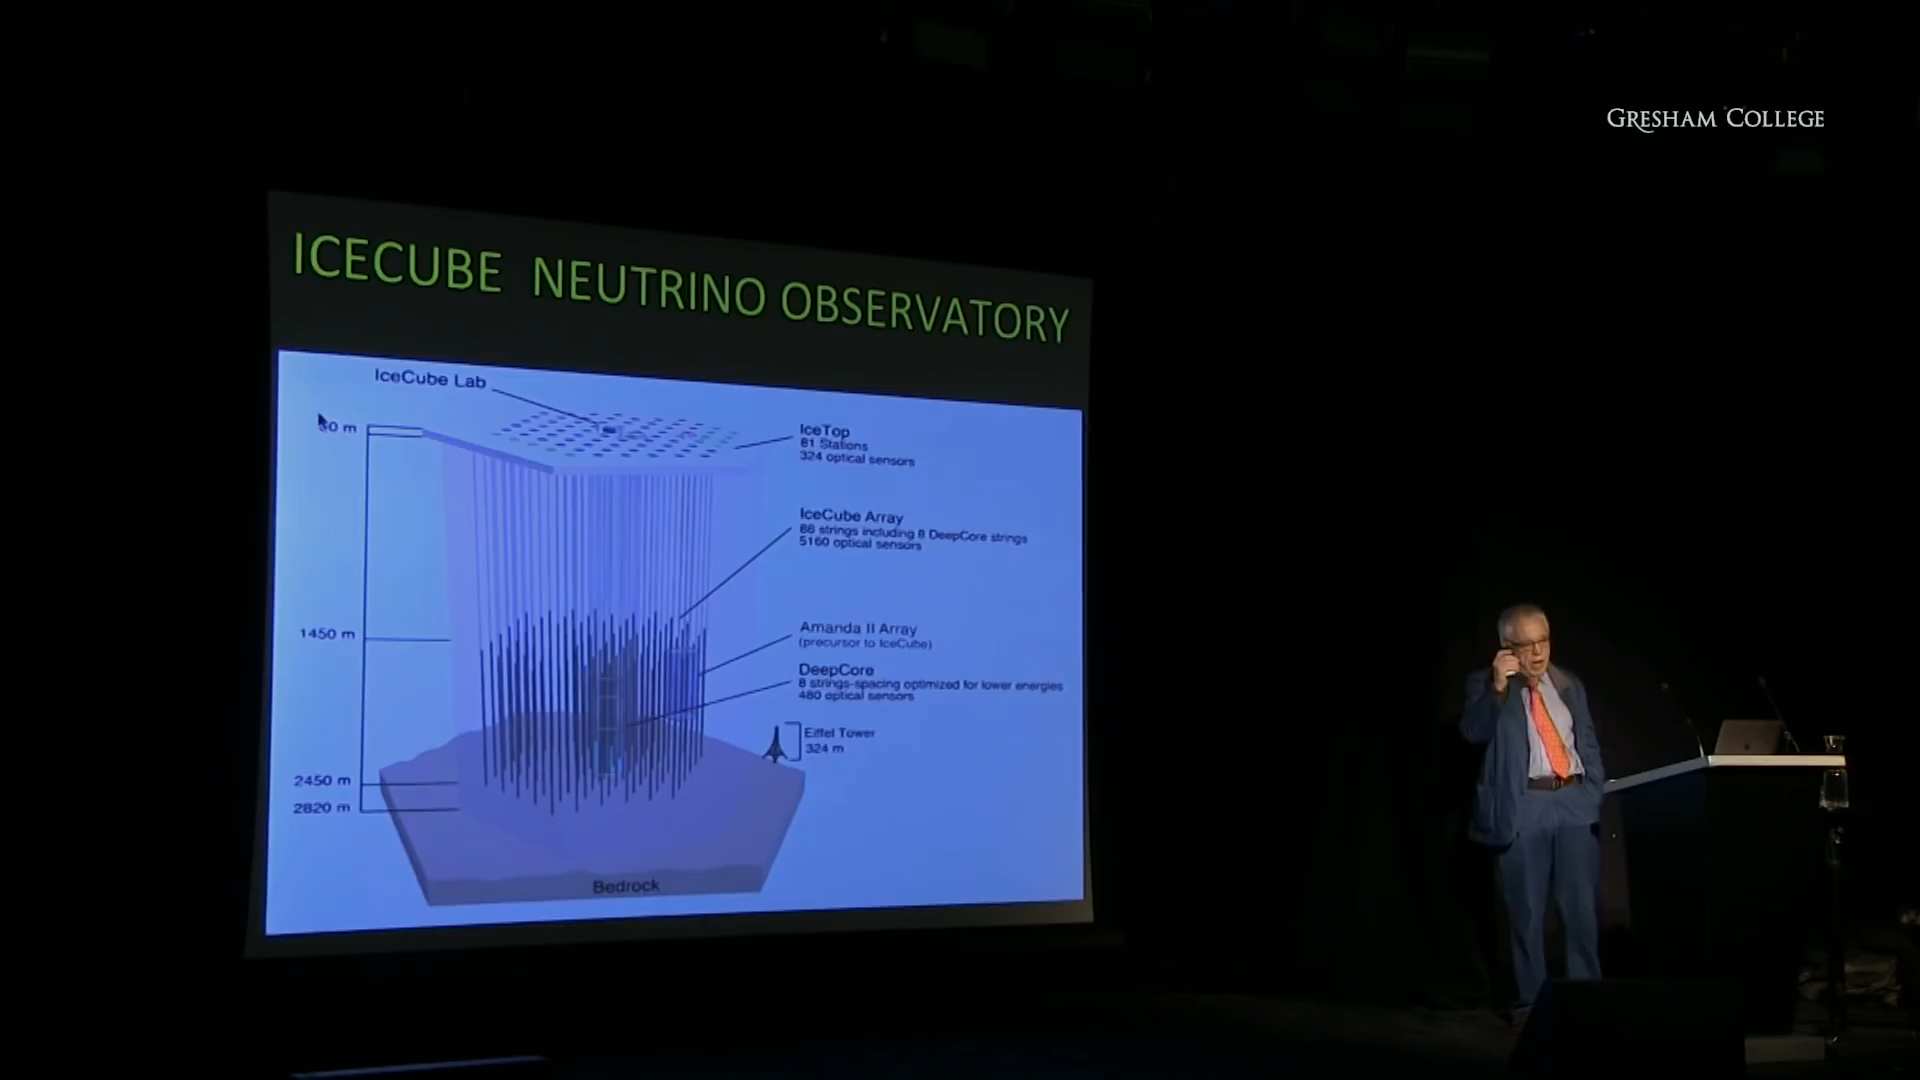 GRESHAM COLLEGE
ICECUBE NEUTRINO OBSERVATORY
IceCube Lab
50 m
IceTop
81 Stations
324 optical sensors
IceCube Array
86 strings including 8 DeepCore strings
5160 optical sensors
1450 m
Amanda II Array
(precursor to IceCube)
DeepCore
8 strings-spacing optimized for lower energies
480 optical sensors
Eiffel Tower
324 m
2450 m
2820 m
Bedrock